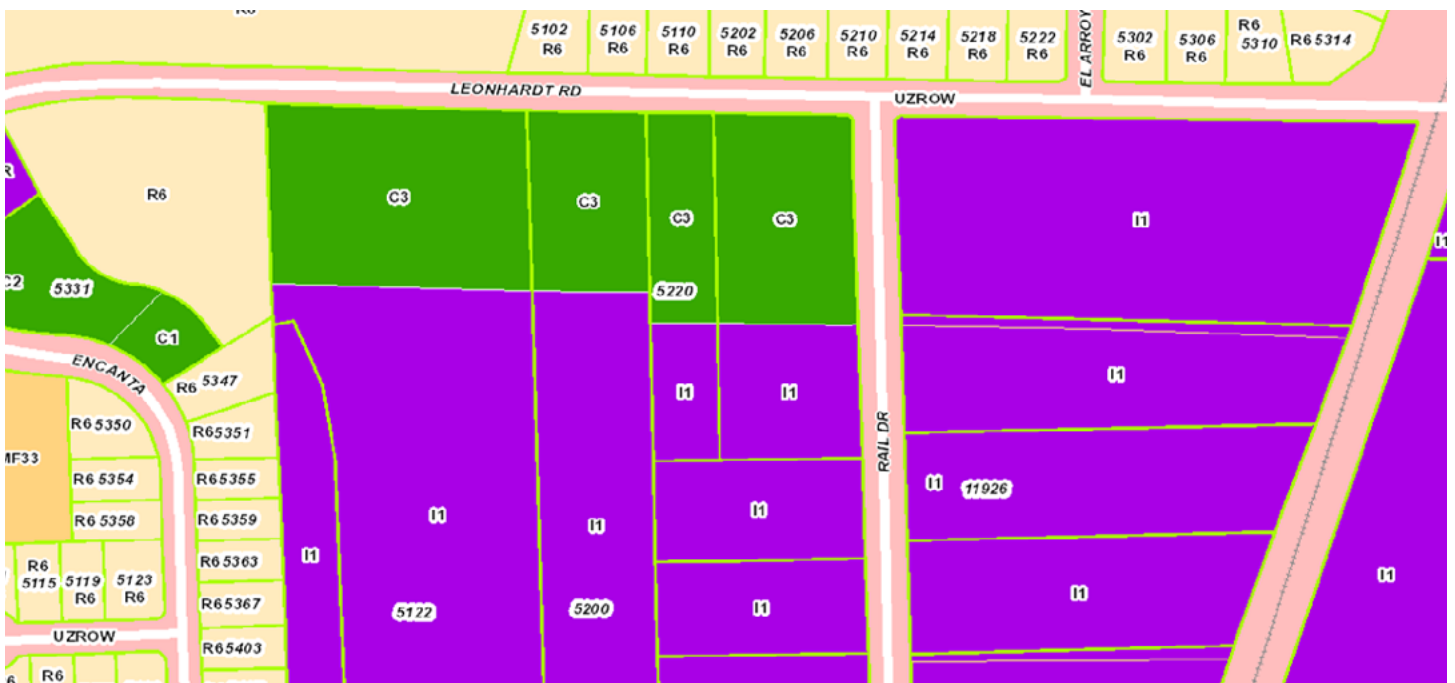 R6
5102
R6
5106
R6
5110
R6
5202
R6
5206
R6
5210
R6
5214
R6
5218
R6
5222
R6
EL ARROY
5302
R6
5306
R6
R6
5310
R6 5314
LEONHARDT RD
UZROW
R
R6
C3
C3
C3
C3
I1
I1
C2
5331
5220
C1
ENCANTA
R6 5347
I1
I1
I1
R6 5350
R6 5351
MF33
RAIL DR
R6 5354
R6 5355
I1
11926
I1
I1
I1
R6 5358
R6 5359
I1
R6 5363
I1
R6
5115
5119
R6
5123
R6
R6 5367
5122
5200
I1
I1
I1
UZROW
R6 5403
6
R6